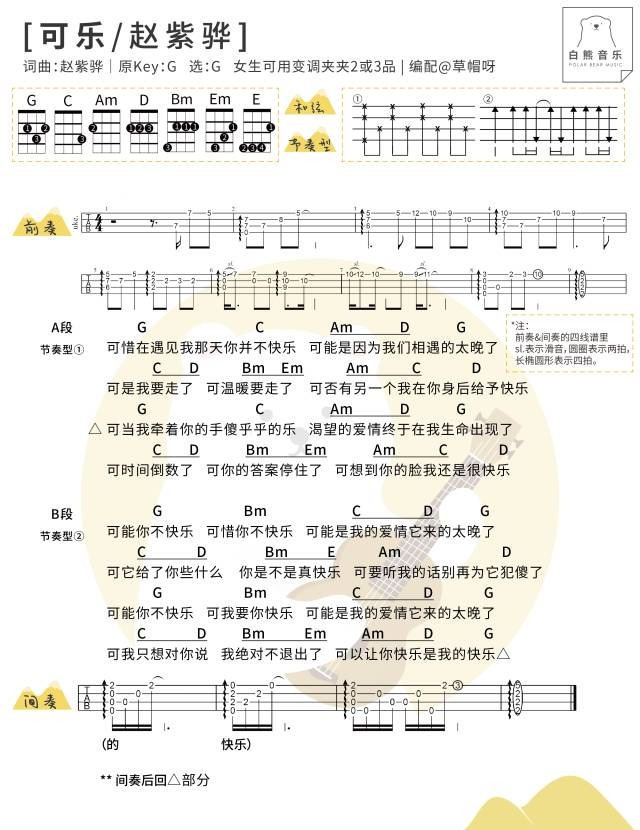 [可乐/赵紫骅]
白熊音乐
POLAR BEAR MUSIC
词曲:赵紫骅｜原Key:G 选:G 女生可用变调夹夹2或3品 | 编配@草帽呀
G C Am D Bm Em E
和弦
节奏型
① ②
前奏
*注:
前奏&间奏的四线谱里
sl.表示滑音,圆圈表示两拍。
长椭圆形表示四拍。
A段 G C Am D G
节奏型① 可惜在遇见我那天你并不快乐 可能是因为我们相遇的太晚了
C D Bm Em Am C D
可是我要走了 可温暖要走了 可否有另一个我在你身后给予快乐
G C Am D G
△ 可当我牵着你的手傻乎乎的乐 渴望的爱情终于在我生命出现了
C D Bm Em Am C D
可时间倒数了 可你的答案停住了 可想到你的脸我还是很快乐
B段 G Bm C D G
节奏型② 可能你不快乐 可惜你不快乐 可能是我的爱情它来的太晚了
C D Bm E Am D
可它给了你些什么 你是不是真快乐 可要听我的话别再为它犯傻了
G Bm C D G
可能你不快乐 可我要你快乐 可能是我的爱情它来的太晚了
C D Bm Em Am D G
可我只想对你说 我绝对不退出了 可以让你快乐是我的快乐△
间奏
(的 快乐)
** 间奏后回△部分